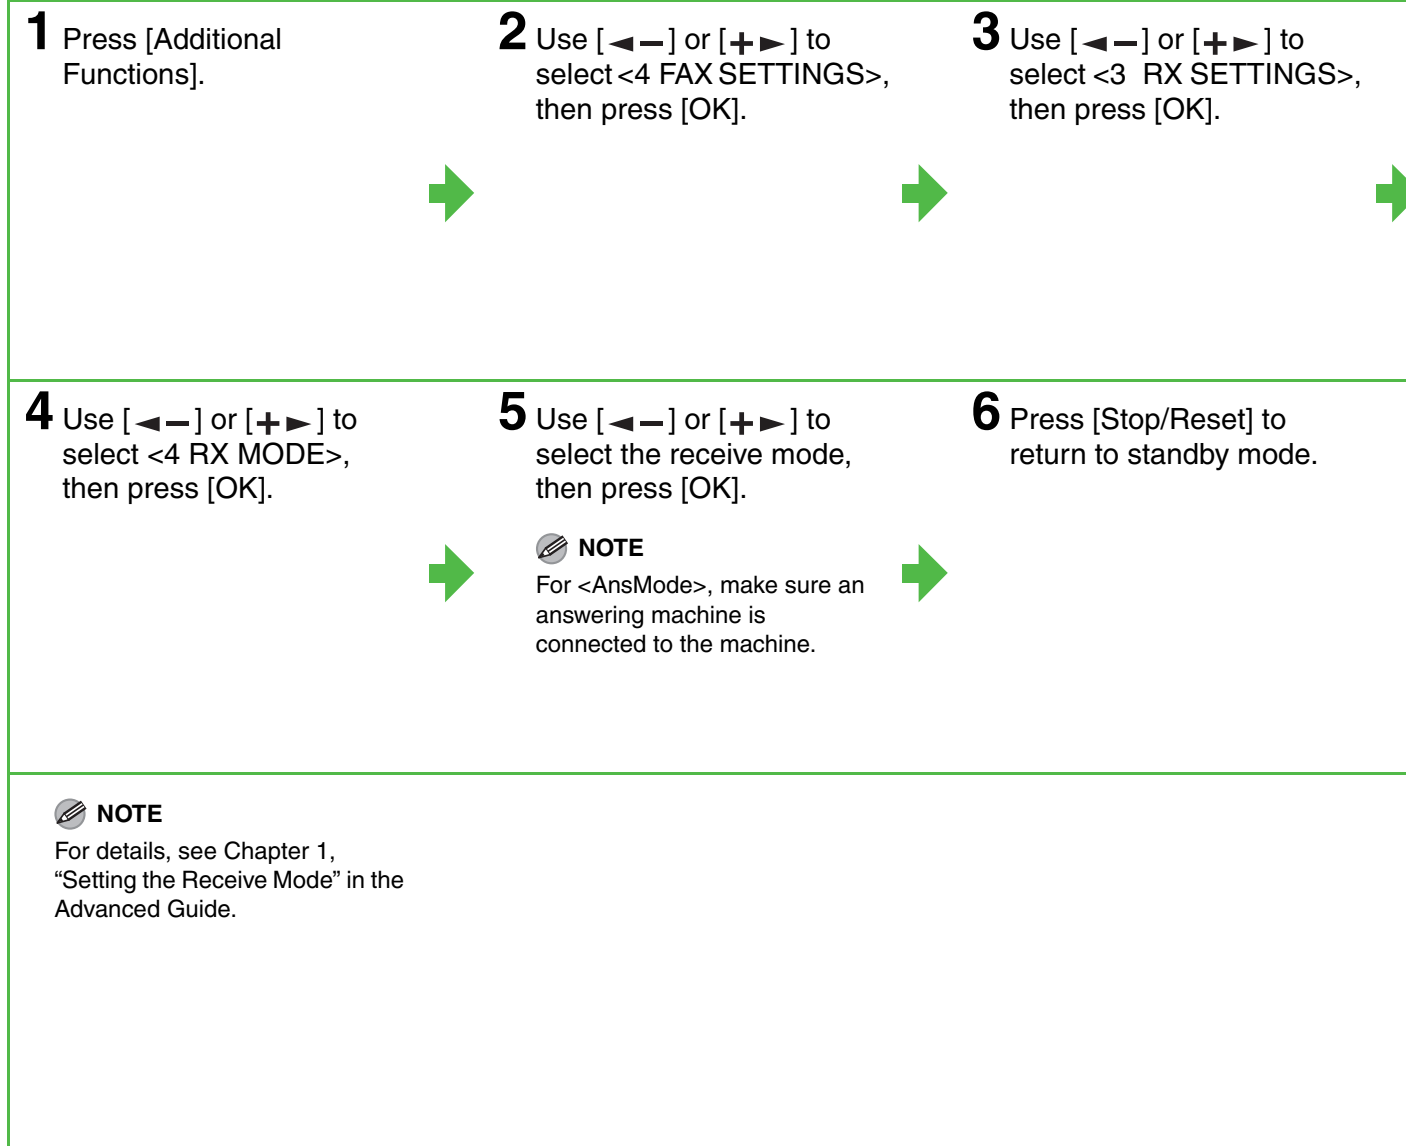 1 Press [Additional
Functions].
2 Use [ ◄– ] or [ +► ] to
select <4 FAX SETTINGS>,
then press [OK].
3 Use [ ◄– ] or [ +► ] to
select <3 RX SETTINGS>,
then press [OK].
4 Use [ ◄– ] or [ +► ] to
select <4 RX MODE>,
then press [OK].
5 Use [ ◄– ] or [ +► ] to
select the receive mode,
then press [OK].
NOTE
For <AnsMode>, make sure an
answering machine is
connected to the machine.
6 Press [Stop/Reset] to
return to standby mode.
NOTE
For details, see Chapter 1,
“Setting the Receive Mode” in the
Advanced Guide.